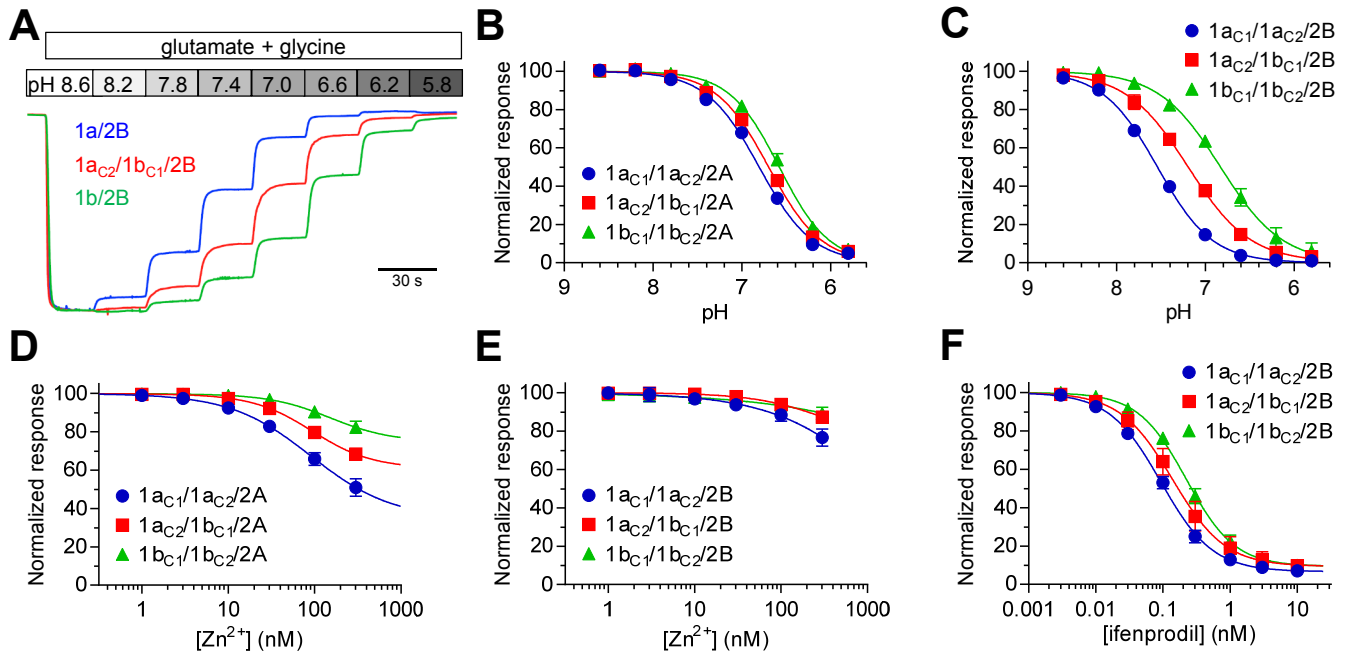 A
glutamate + glycine
pH 8.6 8.2 7.8 7.4 7.0 6.6 6.2 5.8
1a/2B
1aC2/1bC1/2B
1b/2B
30 s
B
Normalized response
100
80
60
40
20
0
1aC1/1aC2/2A
1aC2/1bC1/2A
1bC1/1bC2/2A
9 8 7 6
pH
C
1aC1/1aC2/2B
1aC2/1bC1/2B
1bC1/1bC2/2B
Normalized response
100
80
60
40
20
0
9 8 7 6
pH
D
Normalized response
100
80
60
40
20
0
1aC1/1aC2/2A
1aC2/1bC1/2A
1bC1/1bC2/2A
1 10 100 1000
[Zn2+] (nM)
E
Normalized response
100
80
60
40
20
0
1aC1/1aC2/2B
1aC2/1bC1/2B
1bC1/1bC2/2B
1 10 100 1000
[Zn2+] (nM)
F
1aC1/1aC2/2B
1aC2/1bC1/2B
1bC1/1bC2/2B
Normalized response
100
80
60
40
20
0
0.001 0.01 0.1 1 10
[ifenprodil] (nM)